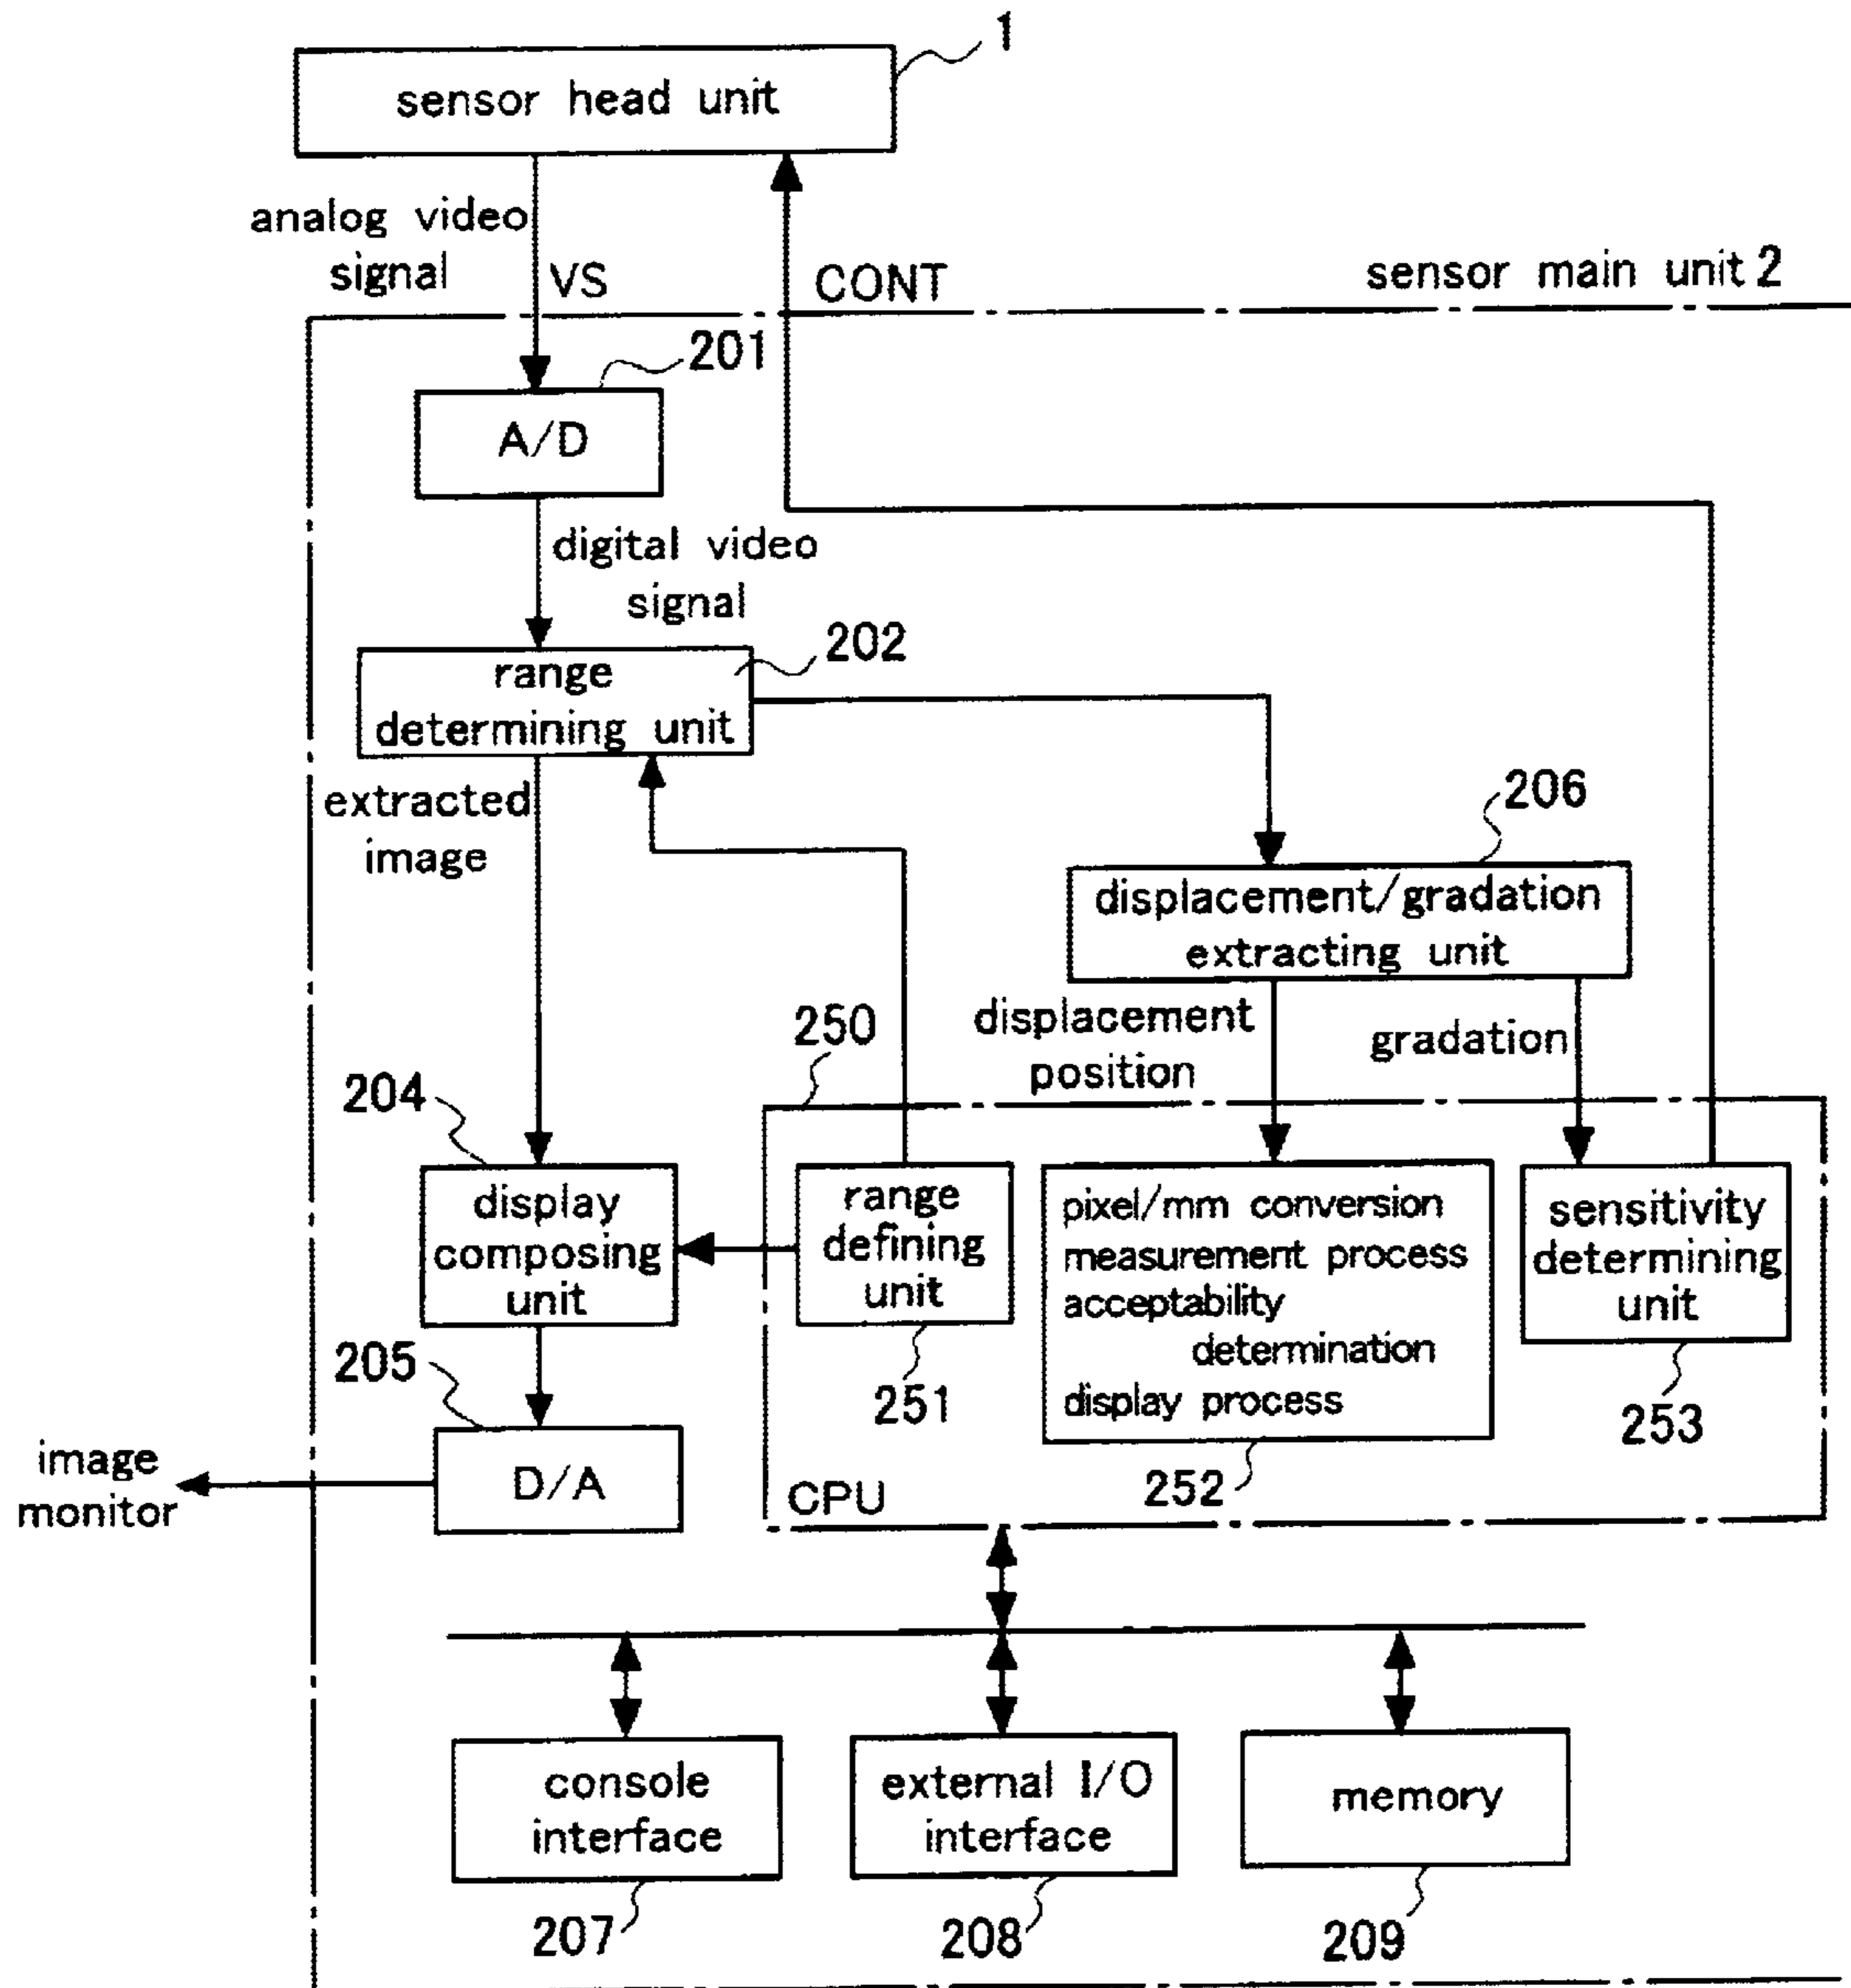 1
sensor head unit
analog video
signal
VS
CONT
sensor main unit 2
201
A/D
digital video
signal
202
range
determining unit
extracted
image
206
displacement/gradation
extracting unit
displacement
position
gradation
250
204
display
composing
unit
range
defining
unit
pixel/mm conversion
measurement process
acceptability
determination
display process
sensitivity
determining
unit
205
251
253
252
image
monitor
D/A
CPU
console
interface
external I/O
interface
memory
207
208
209